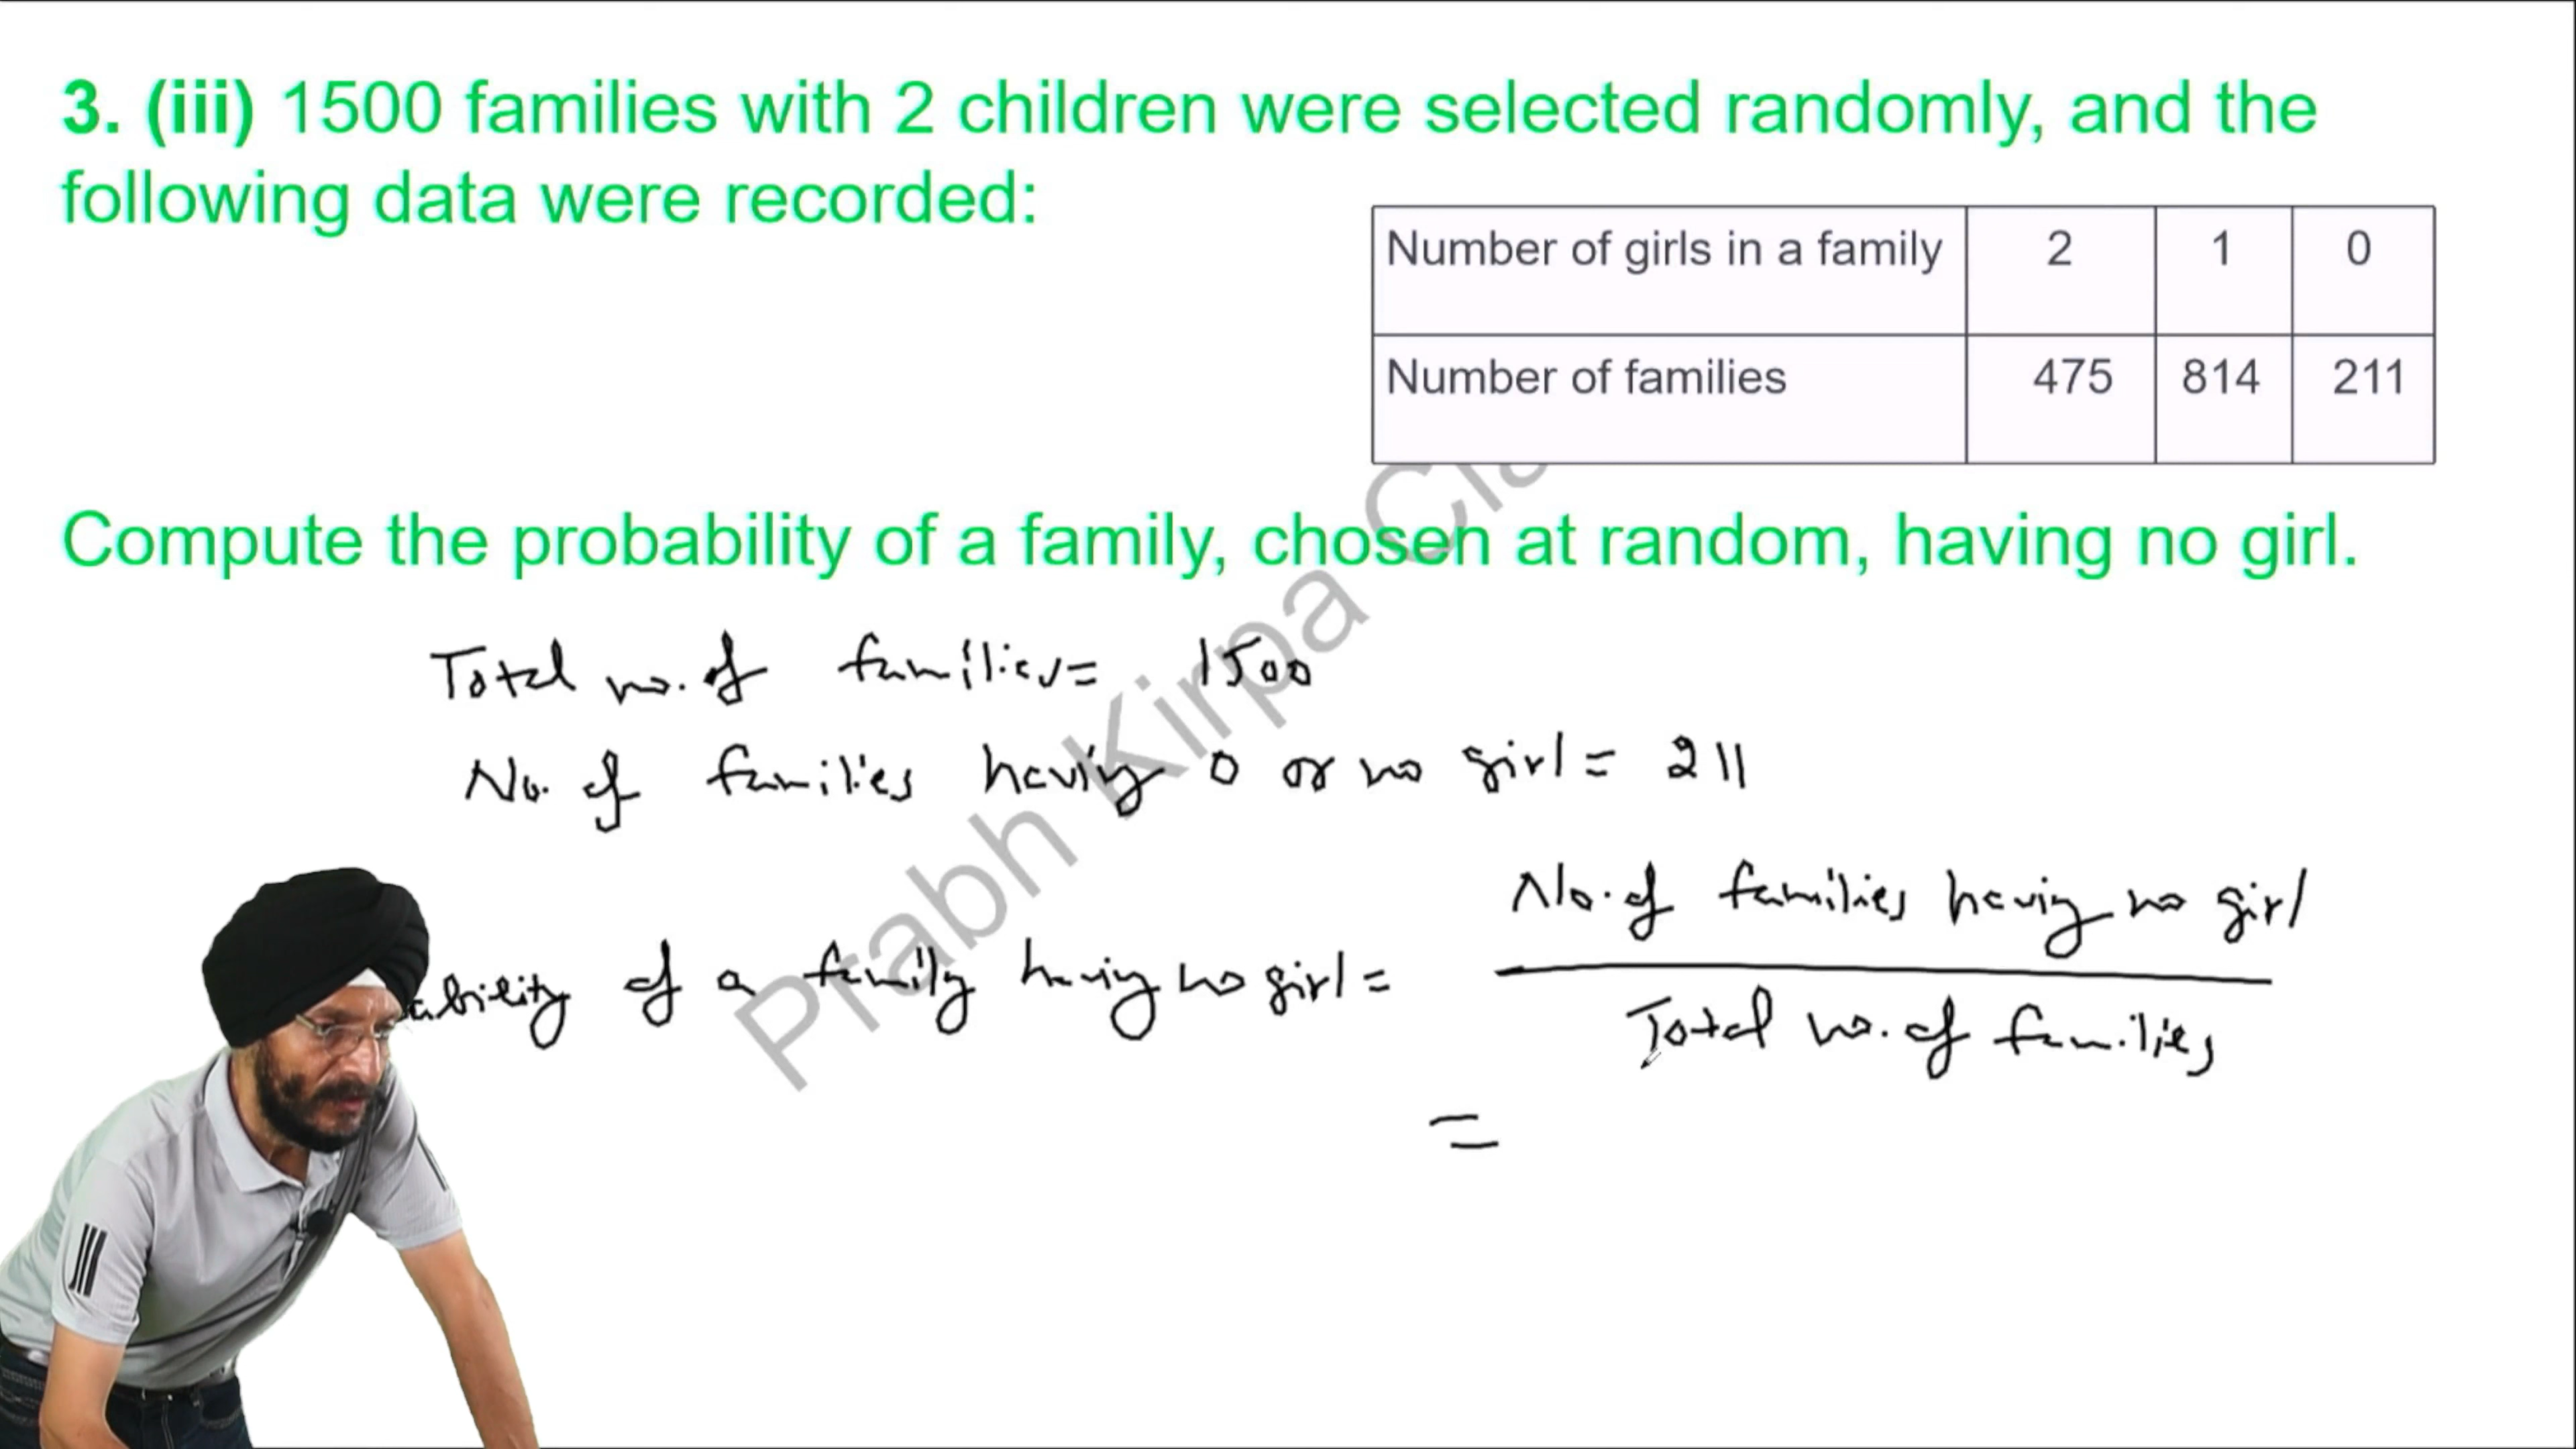 3. (iii) 1500 families with 2 children were selected randomly, and the
following data were recorded:
Number of girls in a family 2 1 0
Number of families 475 814 211
Compute the probability of a family, chosen at random, having no girl.
Total no. of families = 1500
No. of families having 0 or no girl = 211
No. of families having no girl
ability of a family having no girl =
Total no. of families
=
Prabh Kirpa Cla